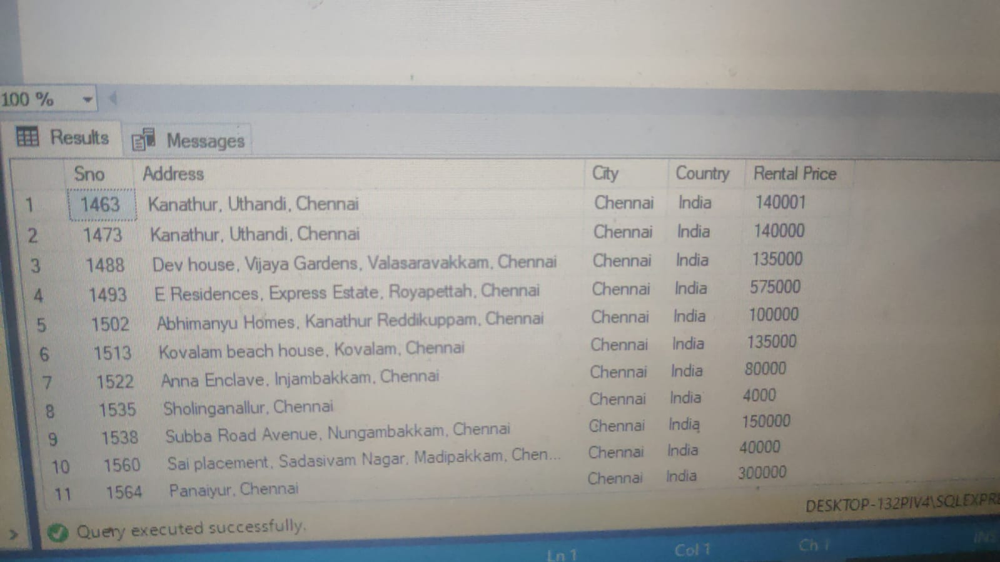 100 %
Results Messages
Sno Address City Country Rental Price
1 1463 Kanathur, Uthandi, Chennai Chennai India 140001
2 1473 Kanathur, Uthandi, Chennai Chennai India 140000
3 1488 Dev house, Vijaya Gardens, Valasaravakkam, Chennai Chennai India 135000
4 1493 E Residences, Express Estate, Royapettah, Chennai Chennai India 575000
5 1502 Abhimanyu Homes, Kanathur Reddikuppam, Chennai Chennai India 100000
6 1513 Kovalam beach house, Kovalam, Chennai Chennai India 135000
7 1522 Anna Enclave, Injambakkam, Chennai Chennai India 80000
8 1535 Sholinganallur, Chennai Chennai India 4000
9 1538 Subba Road Avenue, Nungambakkam, Chennai Chennai India 150000
10 1560 Sai placement, Sadasivam Nagar, Madipakkam, Chen... Chennai India 40000
11 1564 Panaiyur, Chennai Chennai India 300000
Query executed successfully. DESKTOP-132PIV4\SQLEXPRE
Ln 1 Col 1 Ch 1 INS